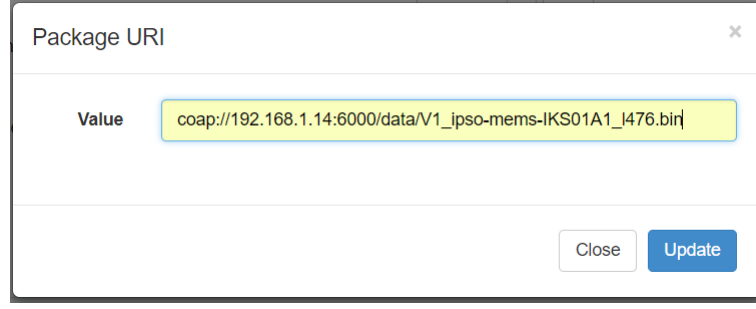 Package URI ×
Value coap://192.168.1.14:6000/data/V1_ipso-mems-IKS01A1_l476.bin
Close Update